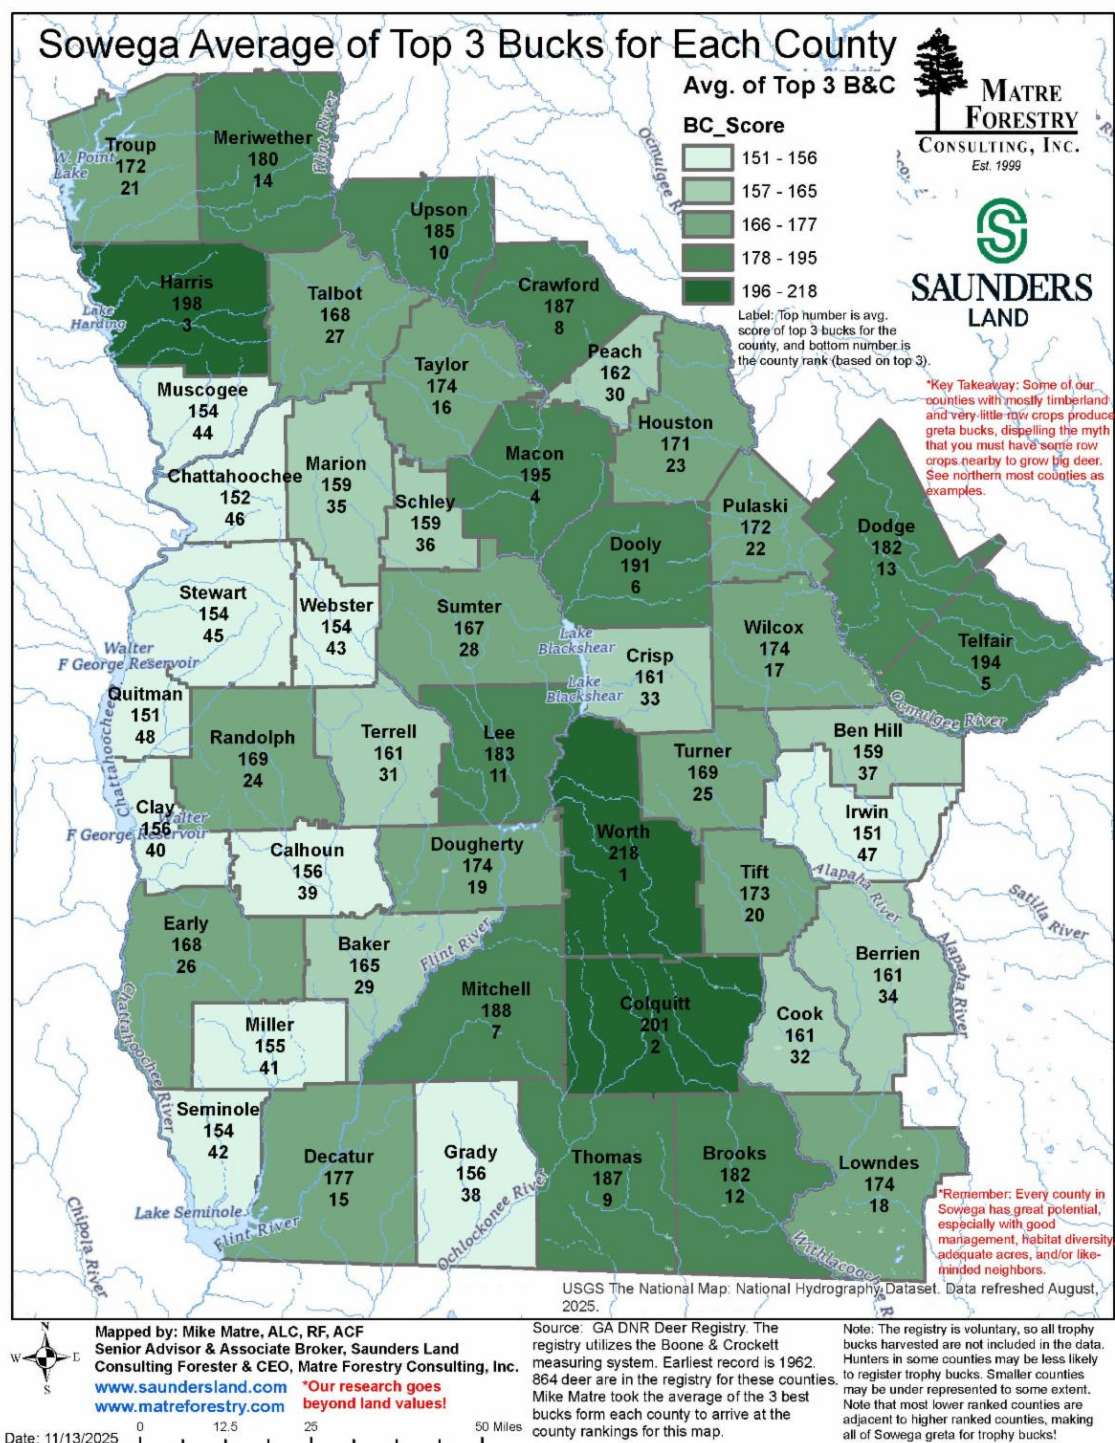 Sowega Average of Top 3 Bucks for Each County
Avg. of Top 3 B&C
BC_Score
151 - 156
157 - 165
166 - 177
178 - 195
196 - 218
Label: Top number is avg.
score of top 3 bucks for the
county, and bottom number is
the county rank (based on top 3).
MATRE
FORESTRY
CONSULTING, INC.
Est. 1999
S
SAUNDERS
LAND
*Key Takeaway: Some of our
counties with mostly timberland
and very little row crops produce
greta bucks, dispelling the myth
that you must have some row
crops nearby to grow big deer.
See northern most counties as
examples.
Troup
172
21
Meriwether
180
14
Upson
185
10
Crawford
187
8
Harris
198
3
Talbot
168
27
Taylor
174
16
Peach
162
30
Houston
171
23
Muscogee
154
44
Chattahoochee
152
46
Marion
159
35
Schley
159
36
Macon
195
4
Dooly
191
6
Pulaski
172
22
Dodge
182
13
Telfair
194
5
Stewart
154
45
Webster
154
43
Sumter
167
28
Crisp
161
33
Wilcox
174
17
Quitman
151
48
Randolph
169
24
Terrell
161
31
Lee
183
11
Turner
169
25
Ben Hill
159
37
Irwin
151
47
Clay
156
40
Calhoun
156
39
Dougherty
174
19
Worth
218
1
Tift
173
20
Early
168
26
Baker
165
29
Mitchell
188
7
Colquitt
201
2
Cook
161
32
Berrien
161
34
Miller
155
41
Seminole
154
42
Decatur
177
15
Grady
156
38
Thomas
187
9
Brooks
182
12
Lowndes
174
18
W. Point
Lake
Flint River
Ocmulgee R
Lake
Harding
Walter
F George Reservoir
Chattahoochee
Walter
F George Reservoir
Lake
Blackshear
Lake
Blackshear
Ocmulgee River
Alapaha River
Satilla River
Alapaha River
Flint River
Chattahoochee River
Lake Seminole
Flint River
Chipola River
Ochlockonee River
Withlacoochee R
*Remember: Every county in
Sowega has great potential,
especially with good
management, habitat diversity
adequate acres, and/or like-
minded neighbors.
USGS The National Map: National Hydrography Dataset. Data refreshed August,
2025.
N
W
E
S
Mapped by: Mike Matre, ALC, RF, ACF
Senior Advisor & Associate Broker, Saunders Land
Consulting Forester & CEO, Matre Forestry Consulting, Inc.
www.saundersland.com
www.matreforestry.com
*Our research goes
beyond land values!
Date: 11/13/2025
0 12.5 25 50 Miles
Source: GA DNR Deer Registry. The
registry utilizes the Boone & Crockett
measuring system. Earliest record is 1962.
864 deer are in the registry for these counties.
Mike Matre took the average of the 3 best
bucks form each county to arrive at the
county rankings for this map.
Note: The registry is voluntary, so all trophy
bucks harvested are not included in the data.
Hunters in some counties may be less likely
to register trophy bucks. Smaller counties
may be under represented to some extent.
Note that most lower ranked counties are
adjacent to higher ranked counties, making
all of Sowega greta for trophy bucks!